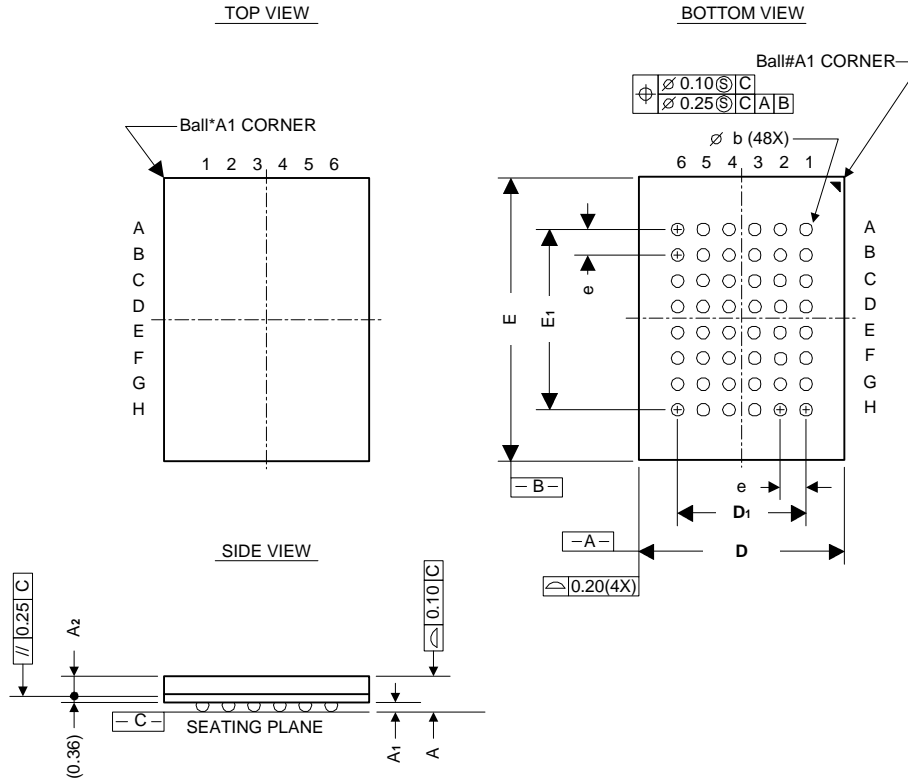 TOP VIEW
BOTTOM VIEW
Ball#A1 CORNER
⌖ ⌀ 0.10Ⓢ C
⌀ 0.25Ⓢ C A B
Ball*A1 CORNER
⌀ b (48X)
1 2 3 4 5 6
6 5 4 3 2 1
A
B
C
D
E
F
G
H
e
E
E1
A
B
C
D
E
F
G
H
– B –
e
D1
– A –
D
⌓ 0.20(4X)
SIDE VIEW
// 0.25 C
A2
⌓ 0.10 C
– C –
SEATING PLANE
(0.36)
A1
A